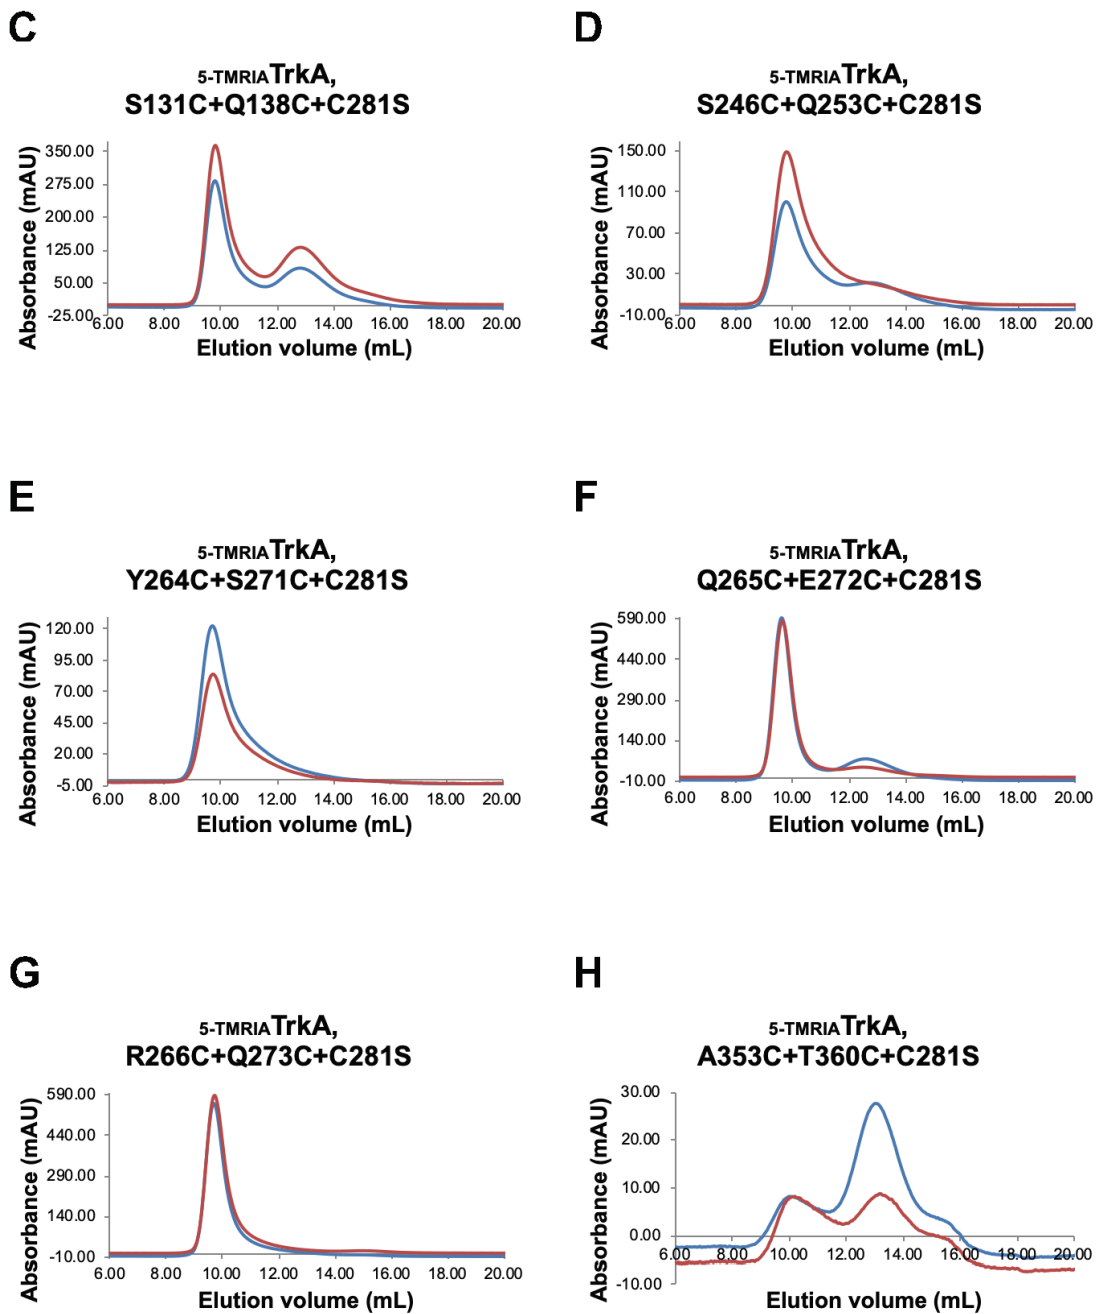 C
5-TMRIATrkA,
S131C+Q138C+C281S
Absorbance (mAU)
350.00
275.00
200.00
125.00
50.00
-25.00
6.00 8.00 10.00 12.00 14.00 16.00 18.00 20.00
Elution volume (mL)
D
5-TMRIATrkA,
S246C+Q253C+C281S
Absorbance (mAU)
150.00
110.00
70.00
30.00
-10.00
6.00 8.00 10.00 12.00 14.00 16.00 18.00 20.00
Elution volume (mL)
E
5-TMRIATrkA,
Y264C+S271C+C281S
Absorbance (mAU)
120.00
95.00
70.00
45.00
20.00
-5.00
6.00 8.00 10.00 12.00 14.00 16.00 18.00 20.00
Elution volume (mL)
F
5-TMRIATrkA,
Q265C+E272C+C281S
Absorbance (mAU)
590.00
440.00
290.00
140.00
-10.00
6.00 8.00 10.00 12.00 14.00 16.00 18.00 20.00
Elution volume (mL)
G
5-TMRIATrkA,
R266C+Q273C+C281S
Absorbance (mAU)
590.00
440.00
290.00
140.00
-10.00
6.00 8.00 10.00 12.00 14.00 16.00 18.00 20.00
Elution volume (mL)
H
5-TMRIATrkA,
A353C+T360C+C281S
Absorbance (mAU)
30.00
20.00
10.00
0.00
-10.00
6.00 8.00 10.00 12.00 14.00 16.00 18.00 20.00
Elution volume (mL)